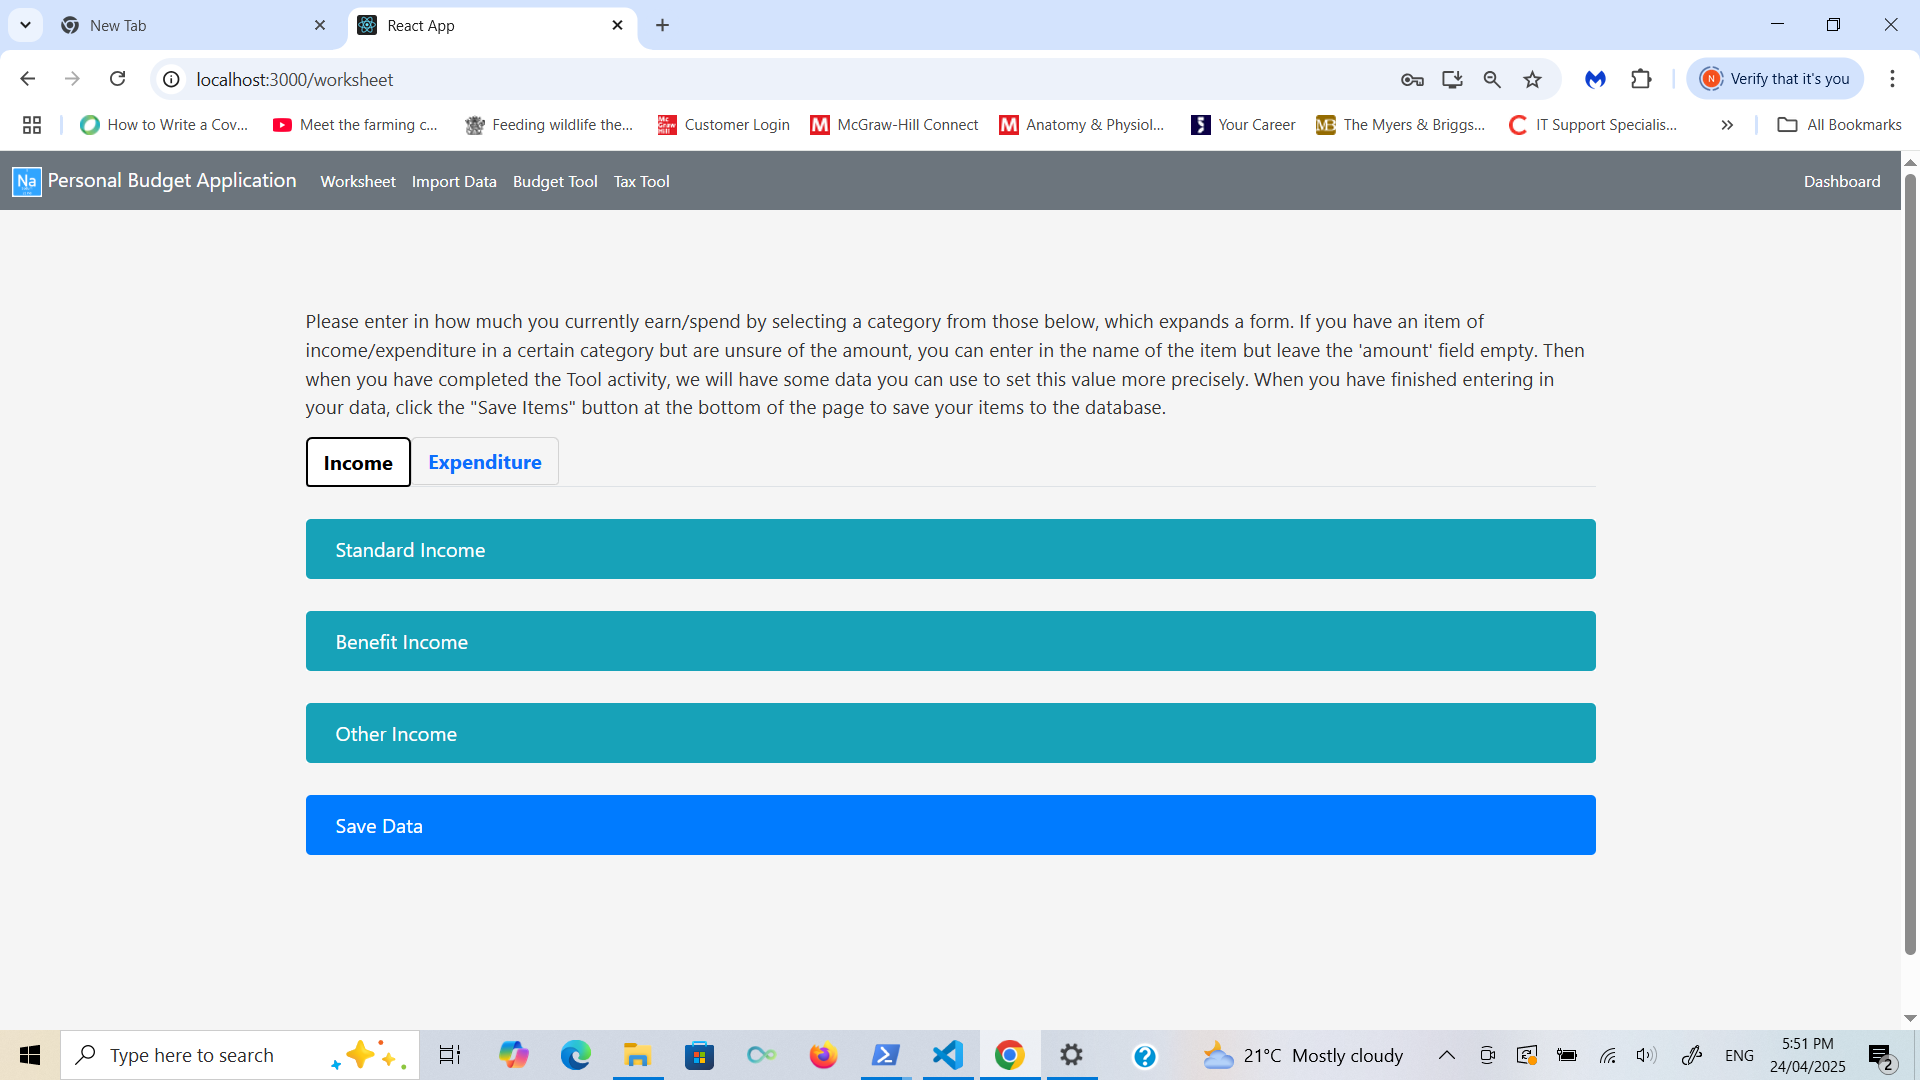 New Tab
React App
localhost:3000/worksheet
Verify that it's you
How to Write a Cov...
Meet the farming c...
Feeding wildlife the...
Customer Login
McGraw-Hill Connect
Anatomy & Physiol...
Your Career
The Myers & Briggs...
IT Support Specialis...
All Bookmarks
Na Personal Budget Application
Worksheet
Import Data
Budget Tool
Tax Tool
Dashboard
Please enter in how much you currently earn/spend by selecting a category from those below, which expands a form. If you have an item of
income/expenditure in a certain category but are unsure of the amount, you can enter in the name of the item but leave the 'amount' field empty. Then
when you have completed the Tool activity, we will have some data you can use to set this value more precisely. When you have finished entering in
your data, click the "Save Items" button at the bottom of the page to save your items to the database.
Income
Expenditure
Standard Income
Benefit Income
Other Income
Save Data
Type here to search
21°C Mostly cloudy
ENG
5:51 PM
24/04/2025
2